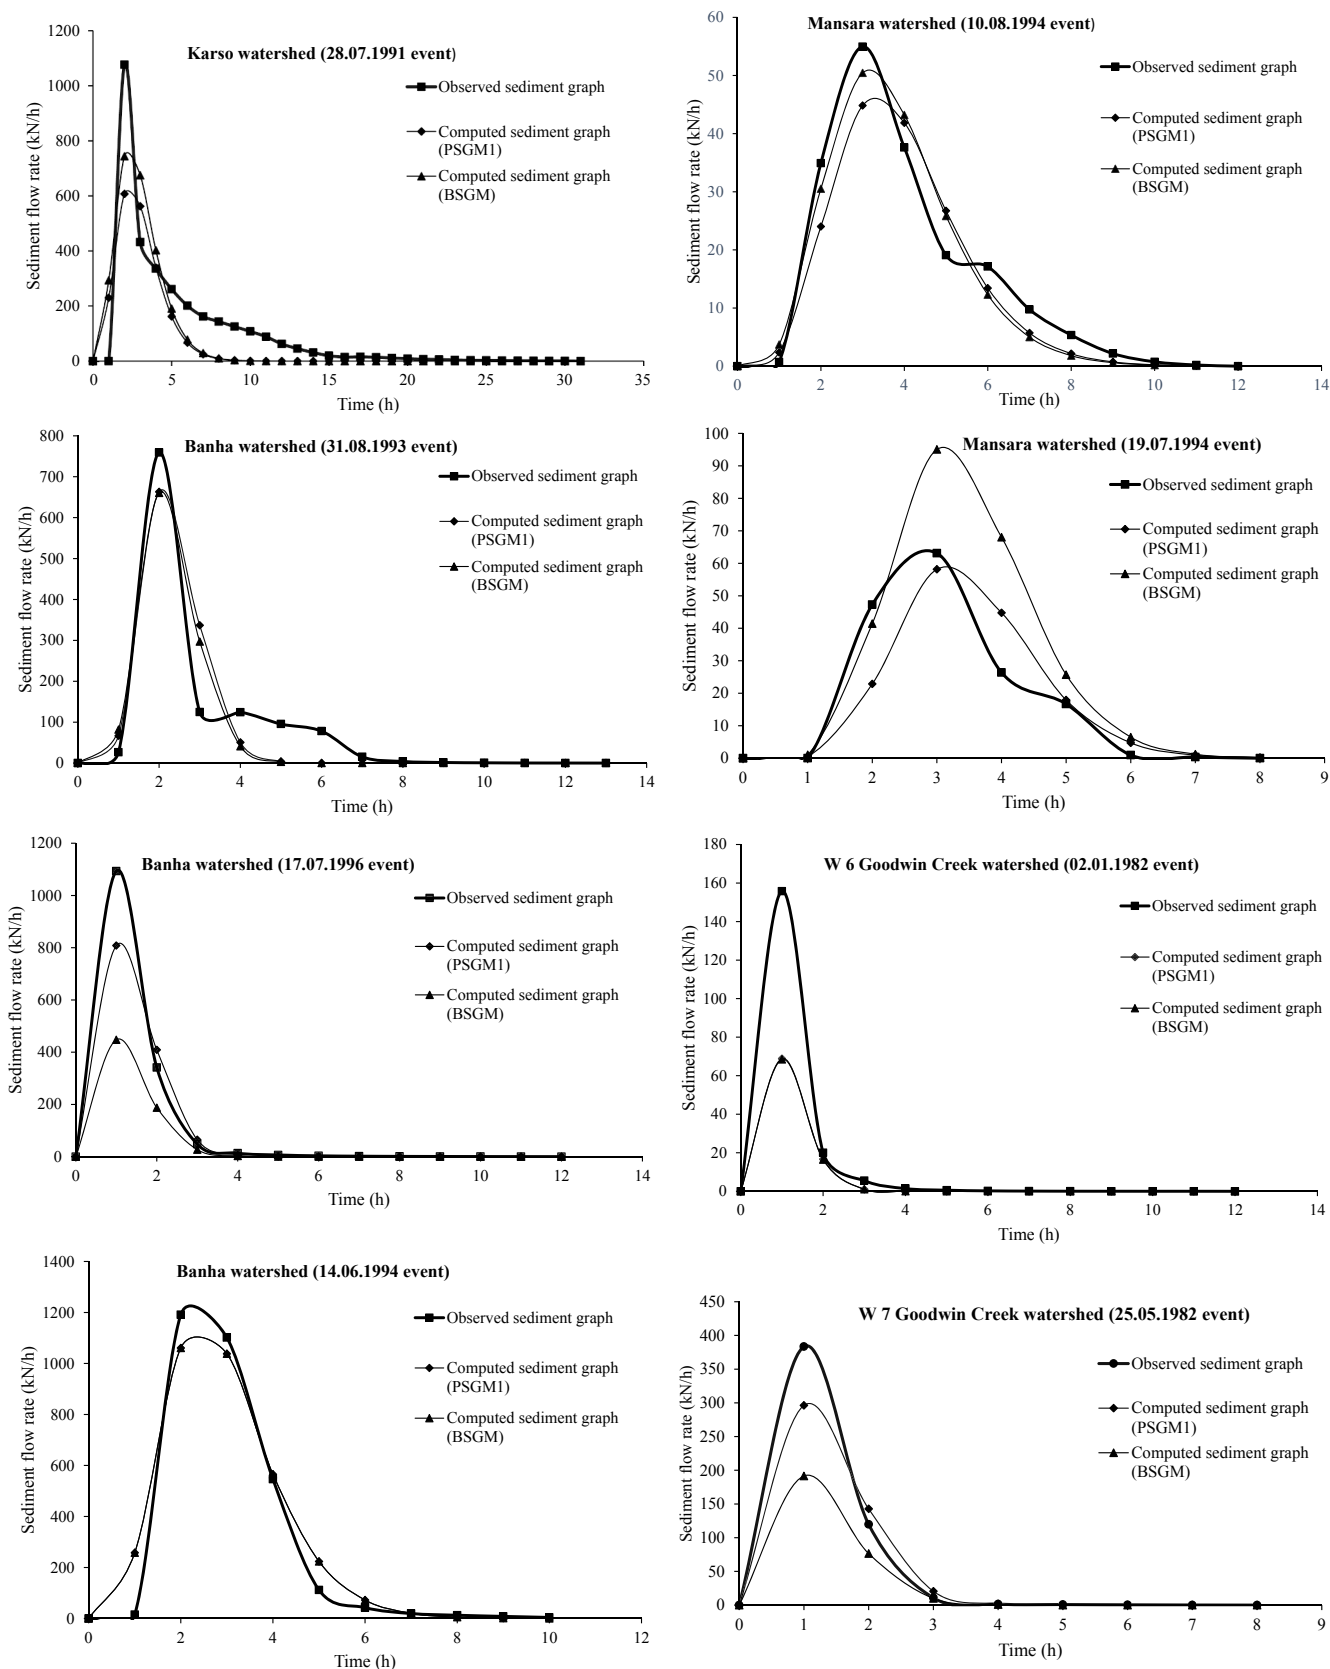 Karso watershed (28.07.1991 event)
Sediment flow rate (kN/h)
1200
1000
800
600
400
200
0
Observed sediment graph
Computed sediment graph
(PSGM1)
Computed sediment graph
(BSGM)
0 5 10 15 20 25 30 35
Time (h)
Mansara watershed (10.08.1994 event)
Sediment flow rate (kN/h)
60
50
40
30
20
10
0
Observed sediment graph
Computed sediment graph
(PSGM1)
Computed sediment graph
(BSGM)
0 2 4 6 8 10 12 14
Time (h)
Banha watershed (31.08.1993 event)
Sediment flow rate (kN/h)
800
700
600
500
400
300
200
100
0
Observed sediment graph
Computed sediment graph
(PSGM1)
Computed sediment graph
(BSGM)
0 2 4 6 8 10 12 14
Time (h)
Mansara watershed (19.07.1994 event)
Sediment flow rate (kN/h)
100
90
80
70
60
50
40
30
20
10
0
Observed sediment graph
Computed sediment graph
(PSGM1)
Computed sediment graph
(BSGM)
0 1 2 3 4 5 6 7 8 9
Time (h)
Banha watershed (17.07.1996 event)
Sediment flow rate (kN/h)
1200
1000
800
600
400
200
0
Observed sediment graph
Computed sediment graph
(PSGM1)
Computed sediment graph
(BSGM)
0 2 4 6 8 10 12 14
Time (h)
W 6 Goodwin Creek watershed (02.01.1982 event)
Sediment flow rate (kN/h)
180
160
140
120
100
80
60
40
20
0
Observed sediment graph
Computed sediment graph
(PSGM1)
Computed sediment graph
(BSGM)
0 2 4 6 8 10 12 14
Time (h)
Banha watershed (14.06.1994 event)
Sediment flow rate (kN/h)
1400
1200
1000
800
600
400
200
0
Observed sediment graph
Computed sediment graph
(PSGM1)
Computed sediment graph
(BSGM)
0 2 4 6 8 10 12
Time (h)
W 7 Goodwin Creek watershed (25.05.1982 event)
Sediment flow rate (kN/h)
450
400
350
300
250
200
150
100
50
0
Observed sediment graph
Computed sediment graph
(PSGM1)
Computed sediment graph
(BSGM)
0 1 2 3 4 5 6 7 8 9
Time (h)